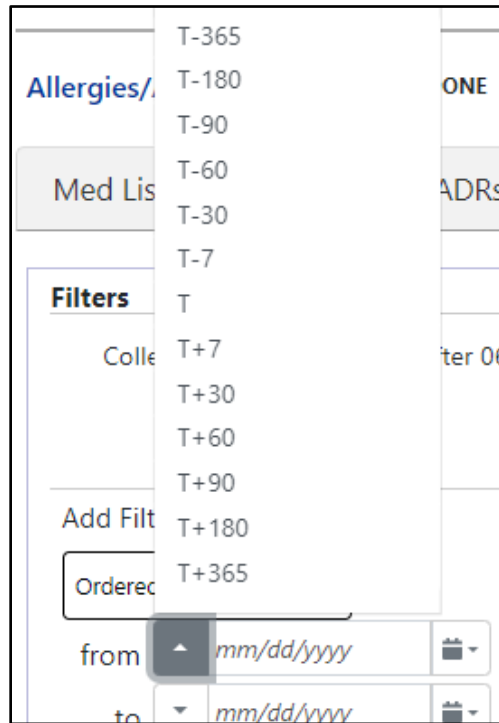 T-365
Allergies/ T-180 ONE
T-90
T-60
Med Lis ADRs
T-30
T-7
Filters
T
Colle T+7 fter 06
T+30
T+60
T+90
Add Filt T+180
Ordered T+365
from mm/dd/yyyy
to mm/dd/yyyy